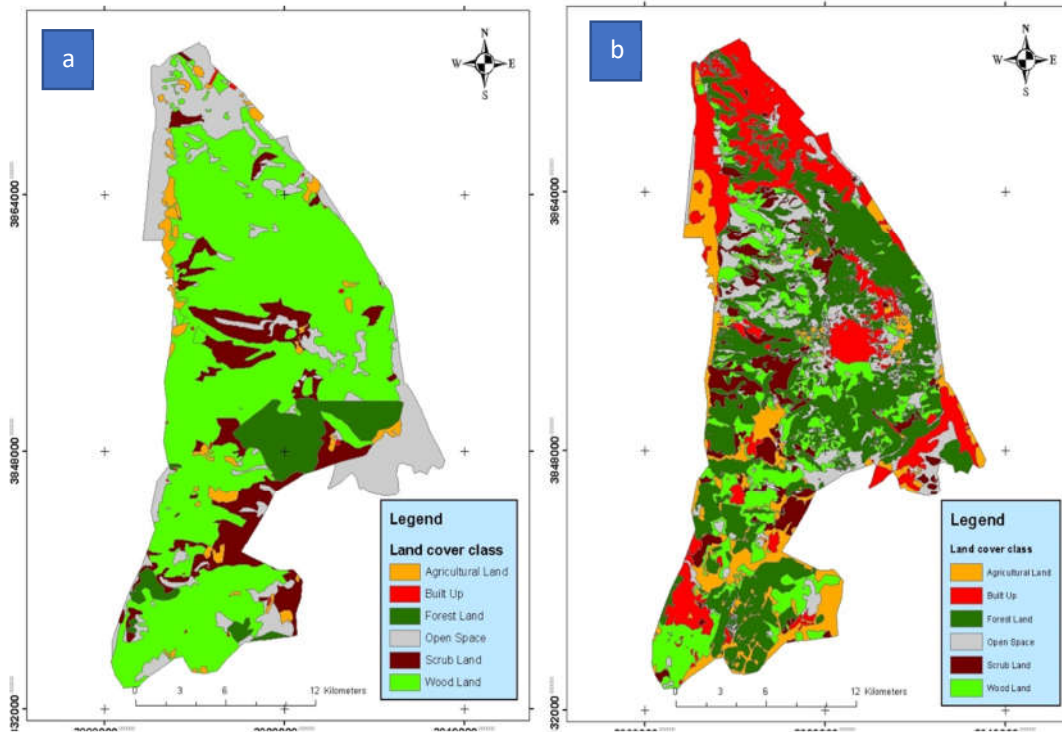 a
N
W E
S
3864000
3848000
Legend
Land cover class
Agricultural Land
Built Up
Forest Land
Open Space
Scrub Land
Wood Land
0 3 6 12 Kilometers
b
N
W E
S
3864000
3848000
32000
Legend
Land cover class
Agricultural Land
Built Up
Forest Land
Open Space
Scrub Land
Wood Land
0 3 6 12 Kilometers